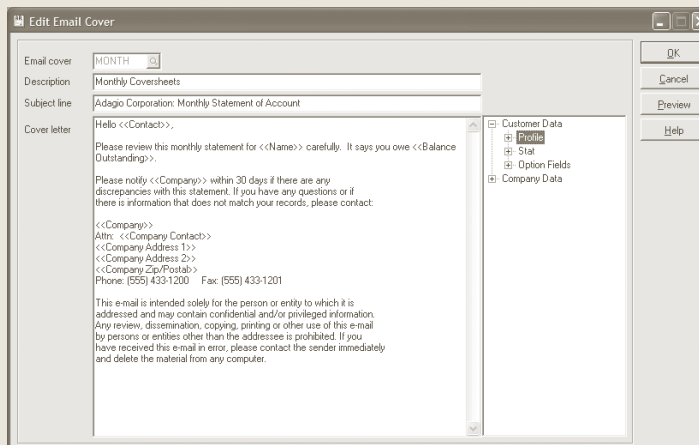 Edit Email Cover
Email cover MONTH
Description Monthly Coversheets
Subject line Adagio Corporation: Monthly Statement of Account
Cover letter
Hello <<Contact>>,
Please review this monthly statement for <<Name>> carefully. It says you owe <<Balance
Outstanding>>.
Please notify <<Company>> within 30 days if there are any
discrepancies with this statement. If you have any questions or if
there is information that does not match your records, please contact:
<<Company>>
Attn: <<Company Contact>>
<<Company Address 1>>
<<Company Address 2>>
<<Company Zip/Postal>>
Phone: (555) 433-1200 Fax: (555) 433-1201
This e-mail is intended solely for the person or entity to which it is
addressed and may contain confidential and/or privileged information.
Any review, dissemination, copying, printing or other use of this e-mail
by persons or entities other than the addressee is prohibited. If you
have received this e-mail in error, please contact the sender immediately
and delete the material from any computer.
Customer Data
Profile
Stat
Option Fields
Company Data
OK
Cancel
Preview
Help